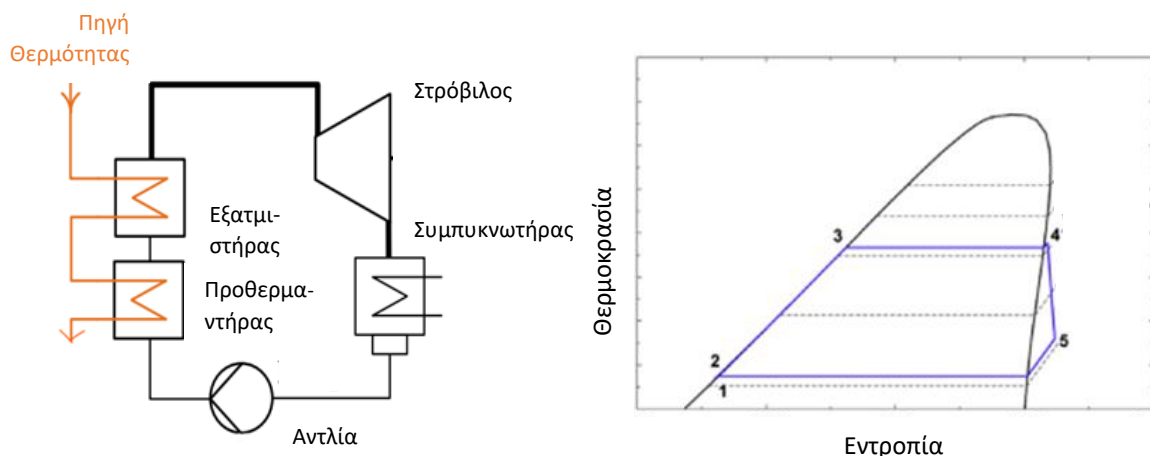 Πηγή
Θερμότητας
Στρόβιλος
Εξατμι-
στήρας
Συμπυκνωτήρας
Προθερμα-
ντήρας
Αντλία
Θερμοκρασία
3
4
5
2
1
Εντροπία